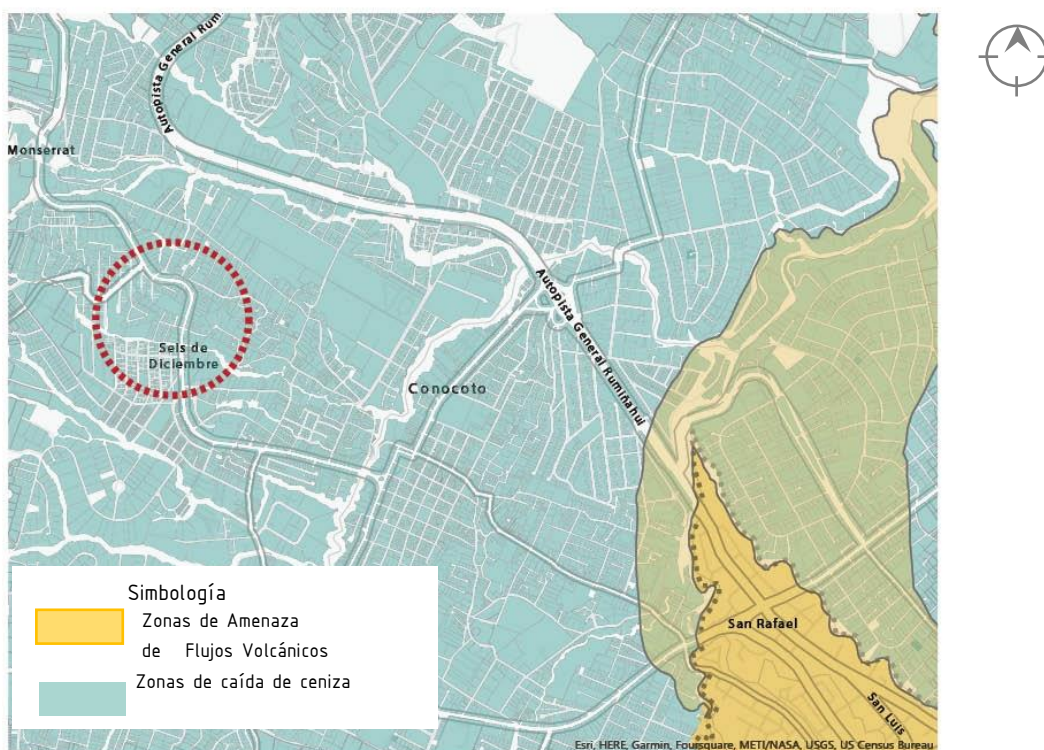 Autopista General Rumi
Monserrat
Seis de
Diciembre
Autopista General Rumiñahui
Conocoto
San Rafael
San Luis
Simbología
Zonas de Amenaza
de Flujos Volcánicos
Zonas de caída de ceniza
Esri, HERE, Garmin, Foursquare, METI/NASA, USGS, US Census Bureau